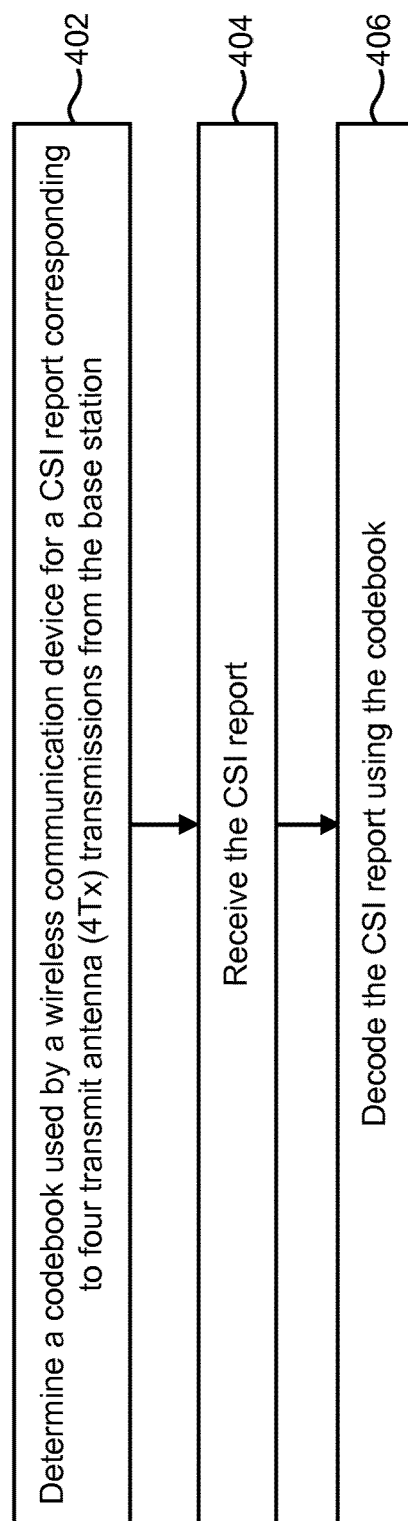 402
Determine a codebook used by a wireless communication device for a CSI report corresponding
to four transmit antenna (4Tx) transmissions from the base station
404
Receive the CSI report
406
Decode the CSI report using the codebook